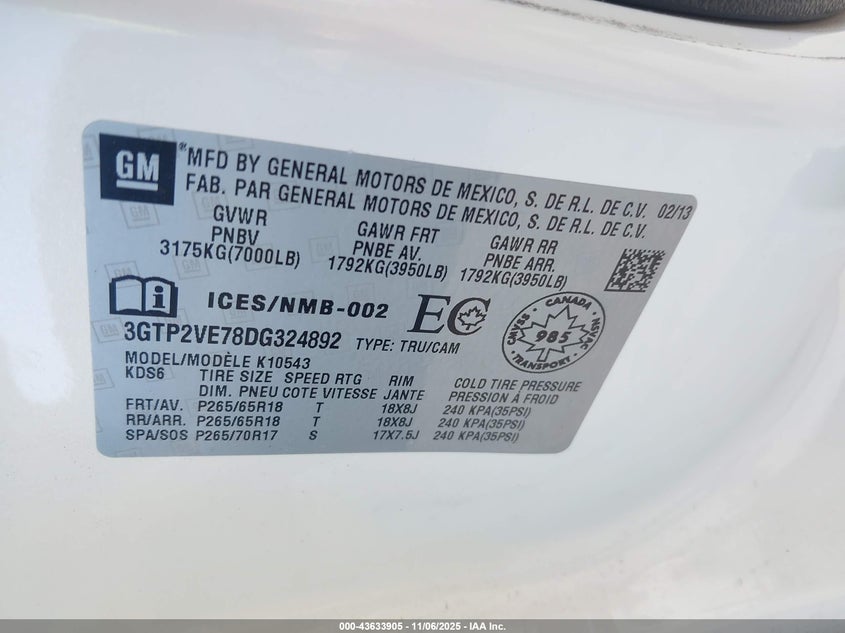 GM
MFD BY GENERAL MOTORS DE MEXICO, S. DE R.L. DE C.V. 02/13
FAB. PAR GENERAL MOTORS DE MEXICO, S. DE R.L. DE C.V.
GVWR GAWR FRT GAWR RR
PNBV PNBE AV. PNBE ARR.
3175KG(7000LB) 1792KG(3950LB) 1792KG(3950LB)
i ICES/NMB-002 EC
CANADA
985
TRANSPORT
CMVSS
NSVAC
3GTP2VE78DG324892 TYPE: TRU/CAM
MODEL/MODÈLE K10543
KDS6 TIRE SIZE SPEED RTG RIM COLD TIRE PRESSURE
DIM. PNEU COTE VITESSE JANTE PRESSION À FROID
FRT/AV. P265/65R18 T 18X8J 240 KPA(35PSI)
RR/ARR. P265/65R18 T 18X8J 240 KPA(35PSI)
SPA/SOS P265/70R17 S 17X7.5J 240 KPA(35PSI)
000-43633905 - 11/06/2025 - IAA Inc.